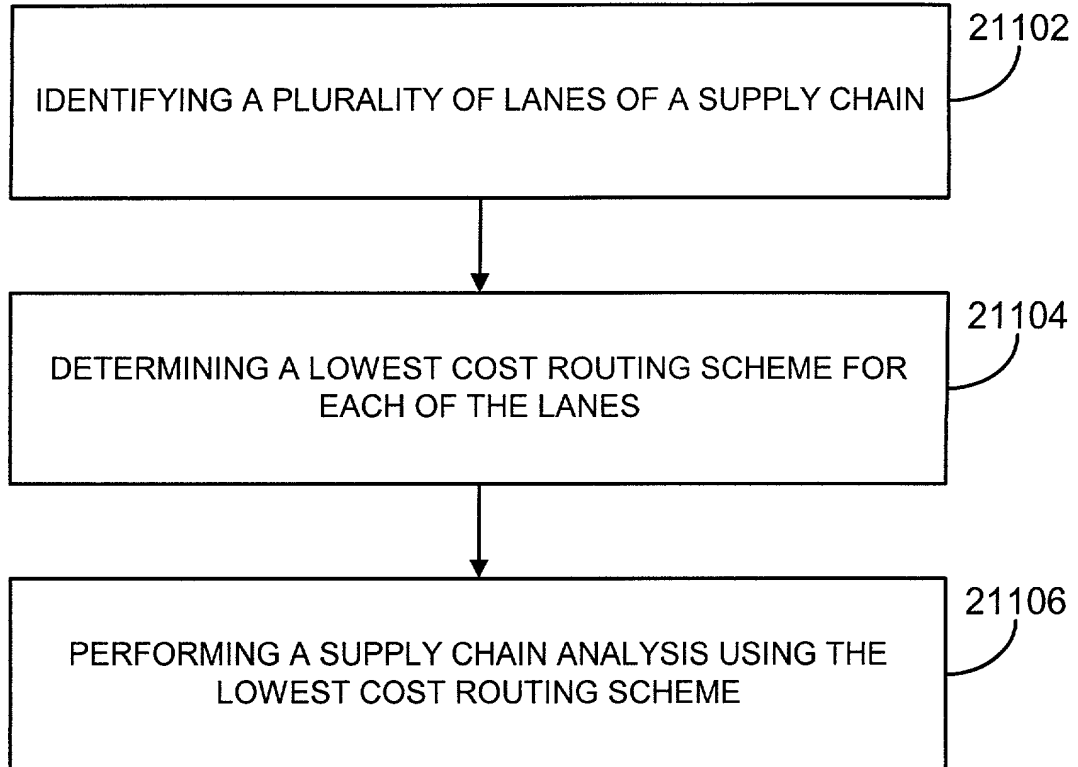 21102
IDENTIFYING A PLURALITY OF LANES OF A SUPPLY CHAIN
21104
DETERMINING A LOWEST COST ROUTING SCHEME FOR
EACH OF THE LANES
21106
PERFORMING A SUPPLY CHAIN ANALYSIS USING THE
LOWEST COST ROUTING SCHEME